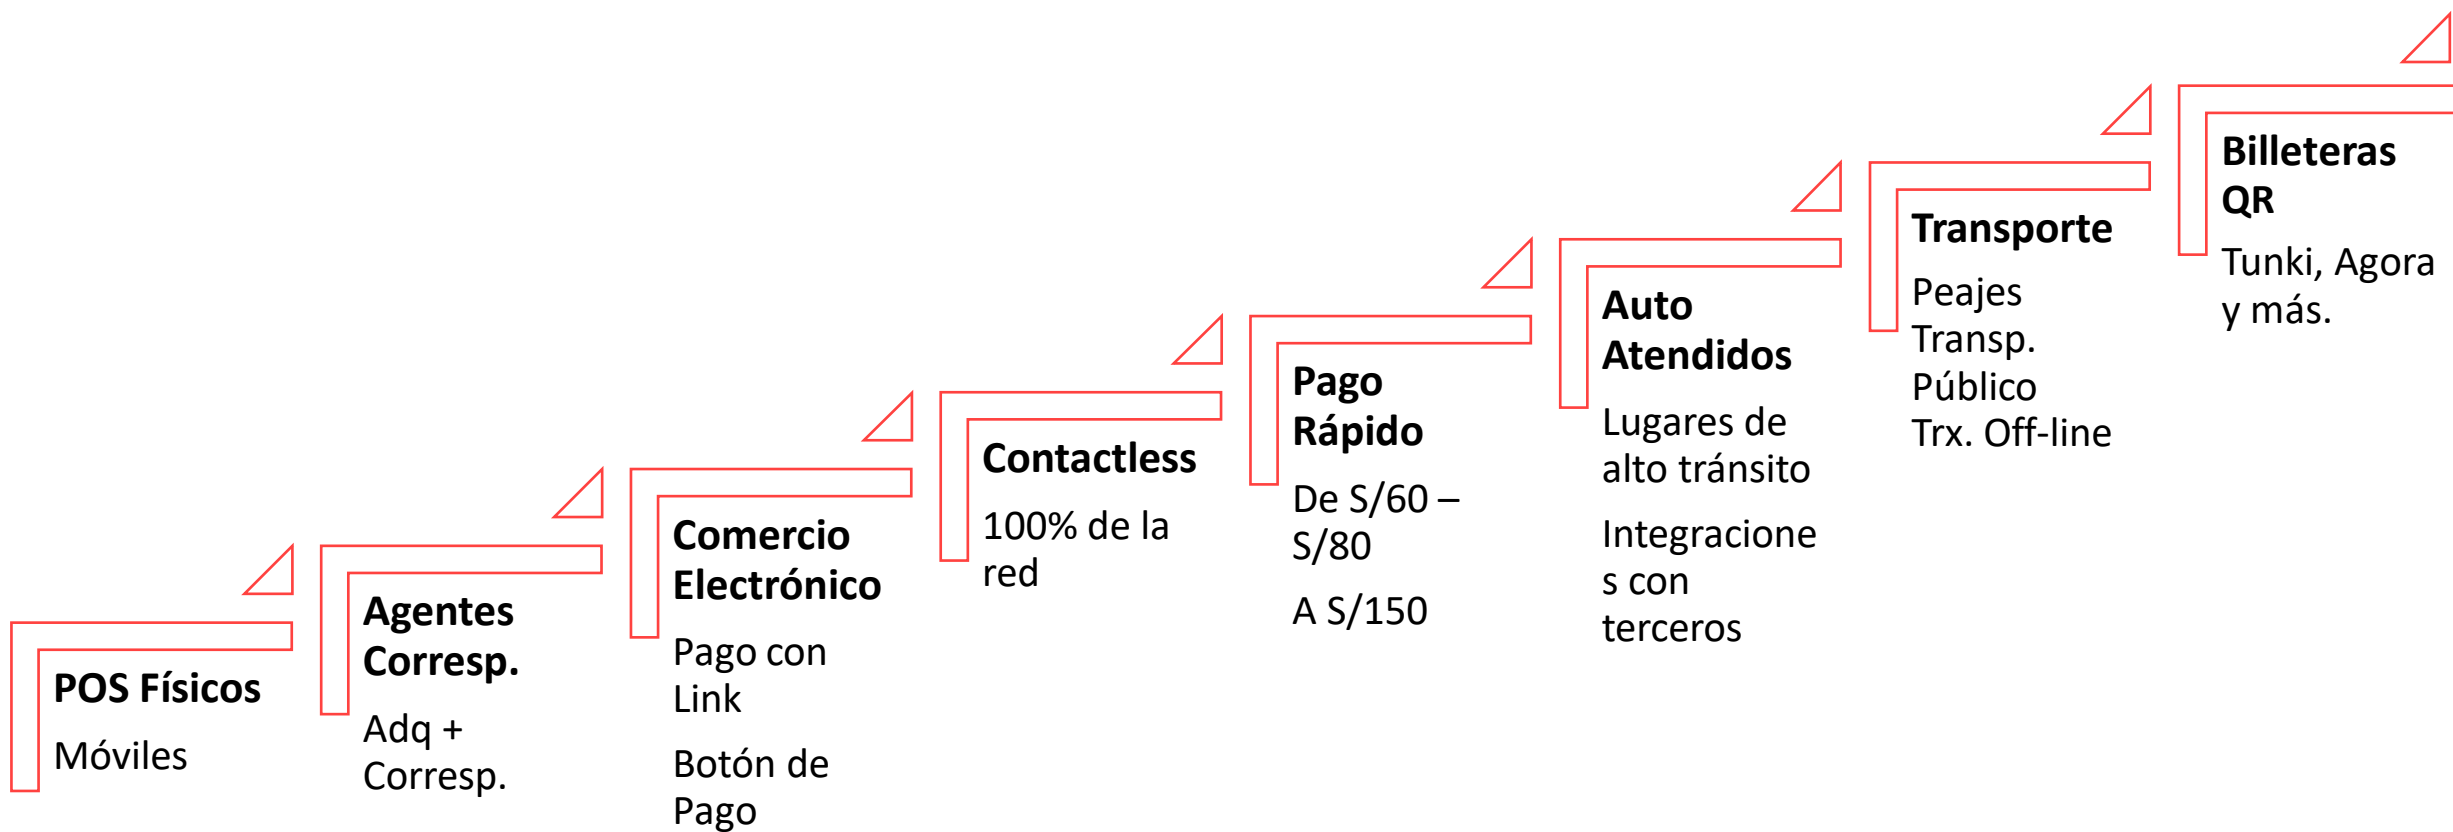 POS Físicos
Móviles
Agentes
Corresp.
Adq +
Corresp.
Comercio
Electrónico
Pago con
Link
Botón de
Pago
Contactless
100% de la
red
Pago
Rápido
De S/60 –
S/80
A S/150
Auto
Atendidos
Lugares de
alto tránsito
Integracione
s con
terceros
Transporte
Peajes
Transp.
Público
Trx. Off-line
Billeteras
QR
Tunki, Agora
y más.